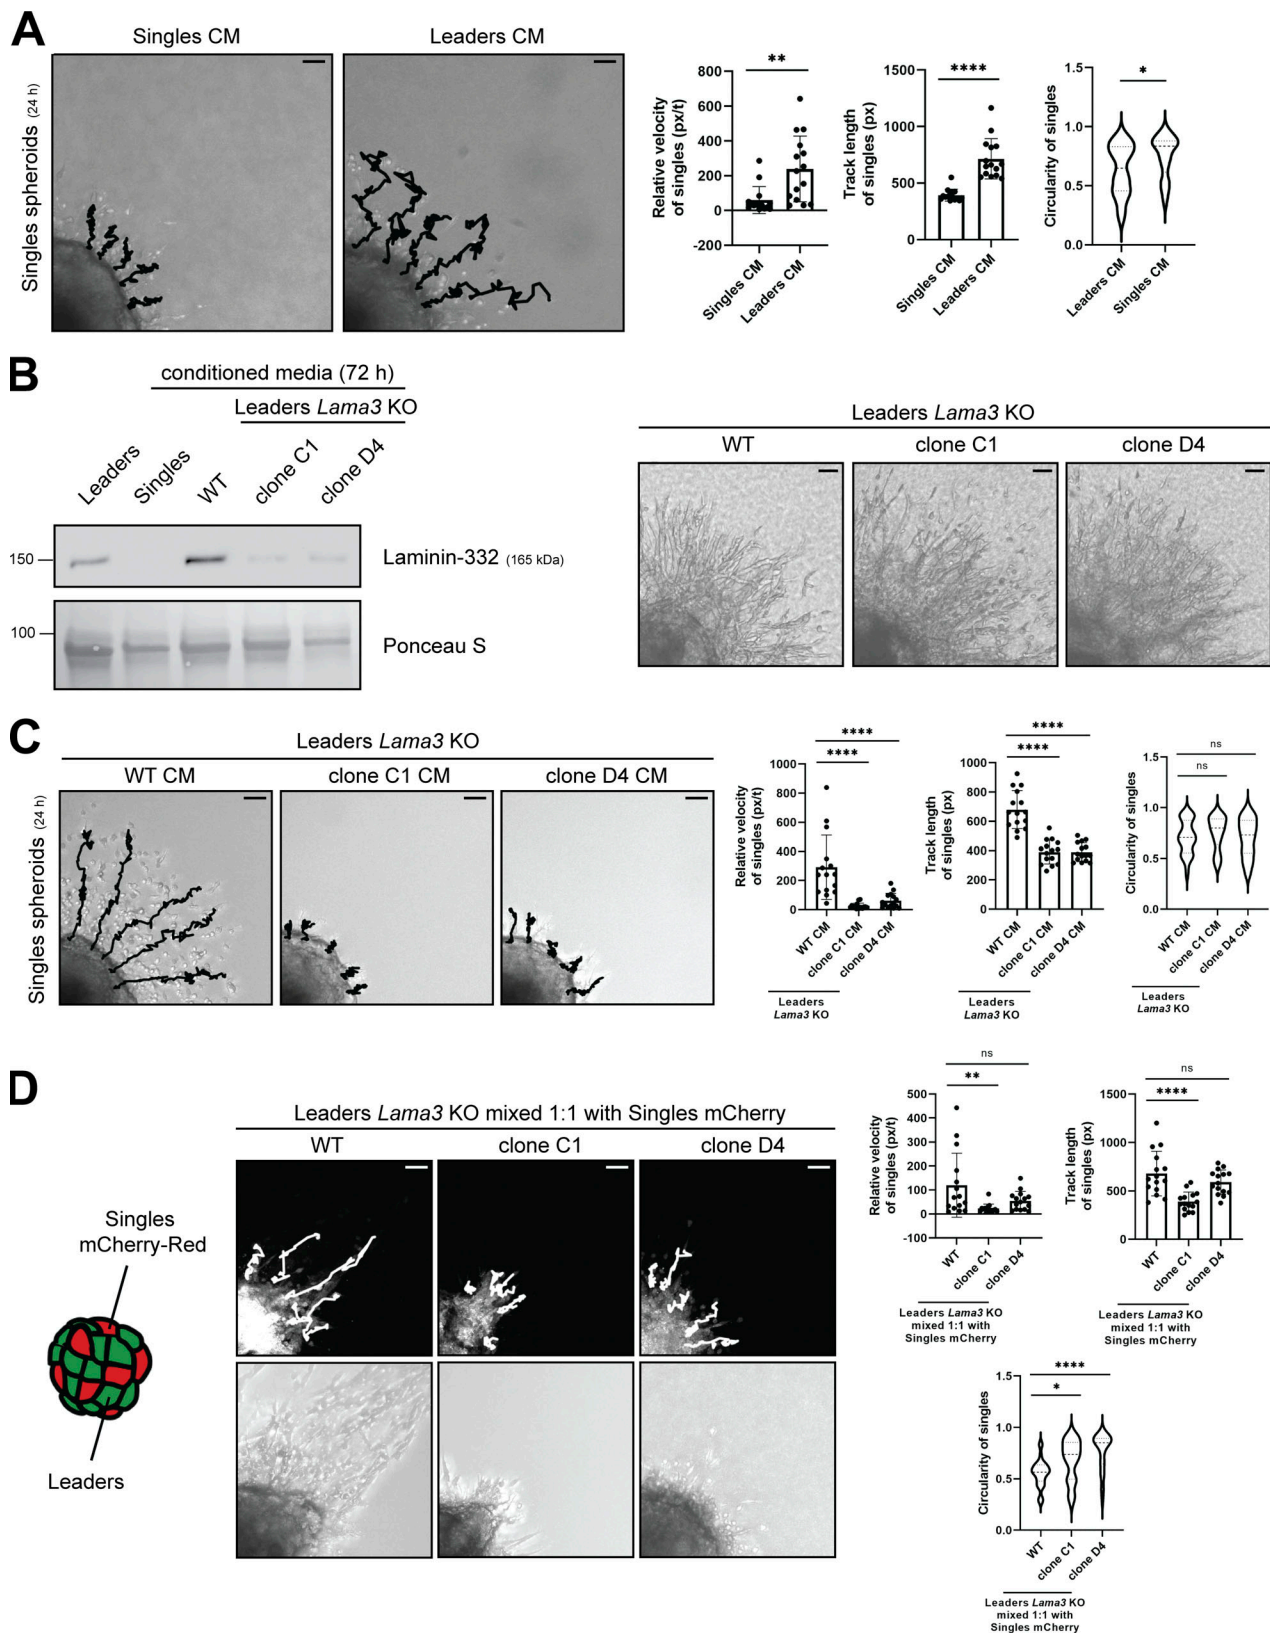 A
Singles CM
Leaders CM
Singles spheroids (24 h)
Relative velocity
of singles (px/t)
800
600
400
200
0
-200
**
Singles CM
Leaders CM
Track length
of singles (px)
1500
1000
500
0
****
Singles CM
Leaders CM
Circularity of singles
1.5
1.0
0.5
0.0
*
Leaders CM
Singles CM
B
conditioned media (72 h)
Leaders Lama3 KO
Leaders
Singles
WT
clone C1
clone D4
150
Laminin-332 (165 kDa)
100
Ponceau S
Leaders Lama3 KO
WT
clone C1
clone D4
C
Leaders Lama3 KO
WT CM
clone C1 CM
clone D4 CM
Singles spheroids (24 h)
Relative velocity
of singles (px/t)
1000
800
600
400
200
0
****
****
WT CM
clone C1 CM
clone D4 CM
Leaders
Lama3 KO
Track length
of singles (px)
1000
800
600
400
200
0
****
****
WT CM
clone C1 CM
clone D4 CM
Leaders
Lama3 KO
Circularity of singles
1.5
1.0
0.5
0.0
ns
ns
WT CM
clone C1 CM
clone D4 CM
Leaders
Lama3 KO
D
Singles
mCherry-Red
Leaders
Leaders Lama3 KO mixed 1:1 with Singles mCherry
WT
clone C1
clone D4
Relative velocity
of singles (px/t)
500
400
300
200
100
0
-100
ns
**
WT
clone C1
clone D4
Leaders Lama3 KO
mixed 1:1 with
Singles mCherry
Track length
of singles (px)
1500
1000
500
0
ns
****
WT
clone C1
clone D4
Leaders Lama3 KO
mixed 1:1 with
Singles mCherry
Circularity of singles
1.5
1.0
0.5
0.0
****
*
WT
clone C1
clone D4
Leaders Lama3 KO
mixed 1:1 with
Singles mCherry